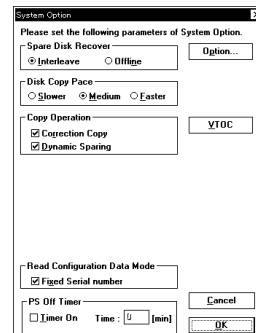 System Option
Please set the following parameters of System Option.
Spare Disk Recover
Interleave Offline
Option...
Disk Copy Pace
Slower Medium Faster
Copy Operation
Correction Copy
Dynamic Sparing
VTOC
Read Configuration Data Mode
Fixed Serial number
PS Off Timer
Timer On Time : 0 [min]
Cancel
OK